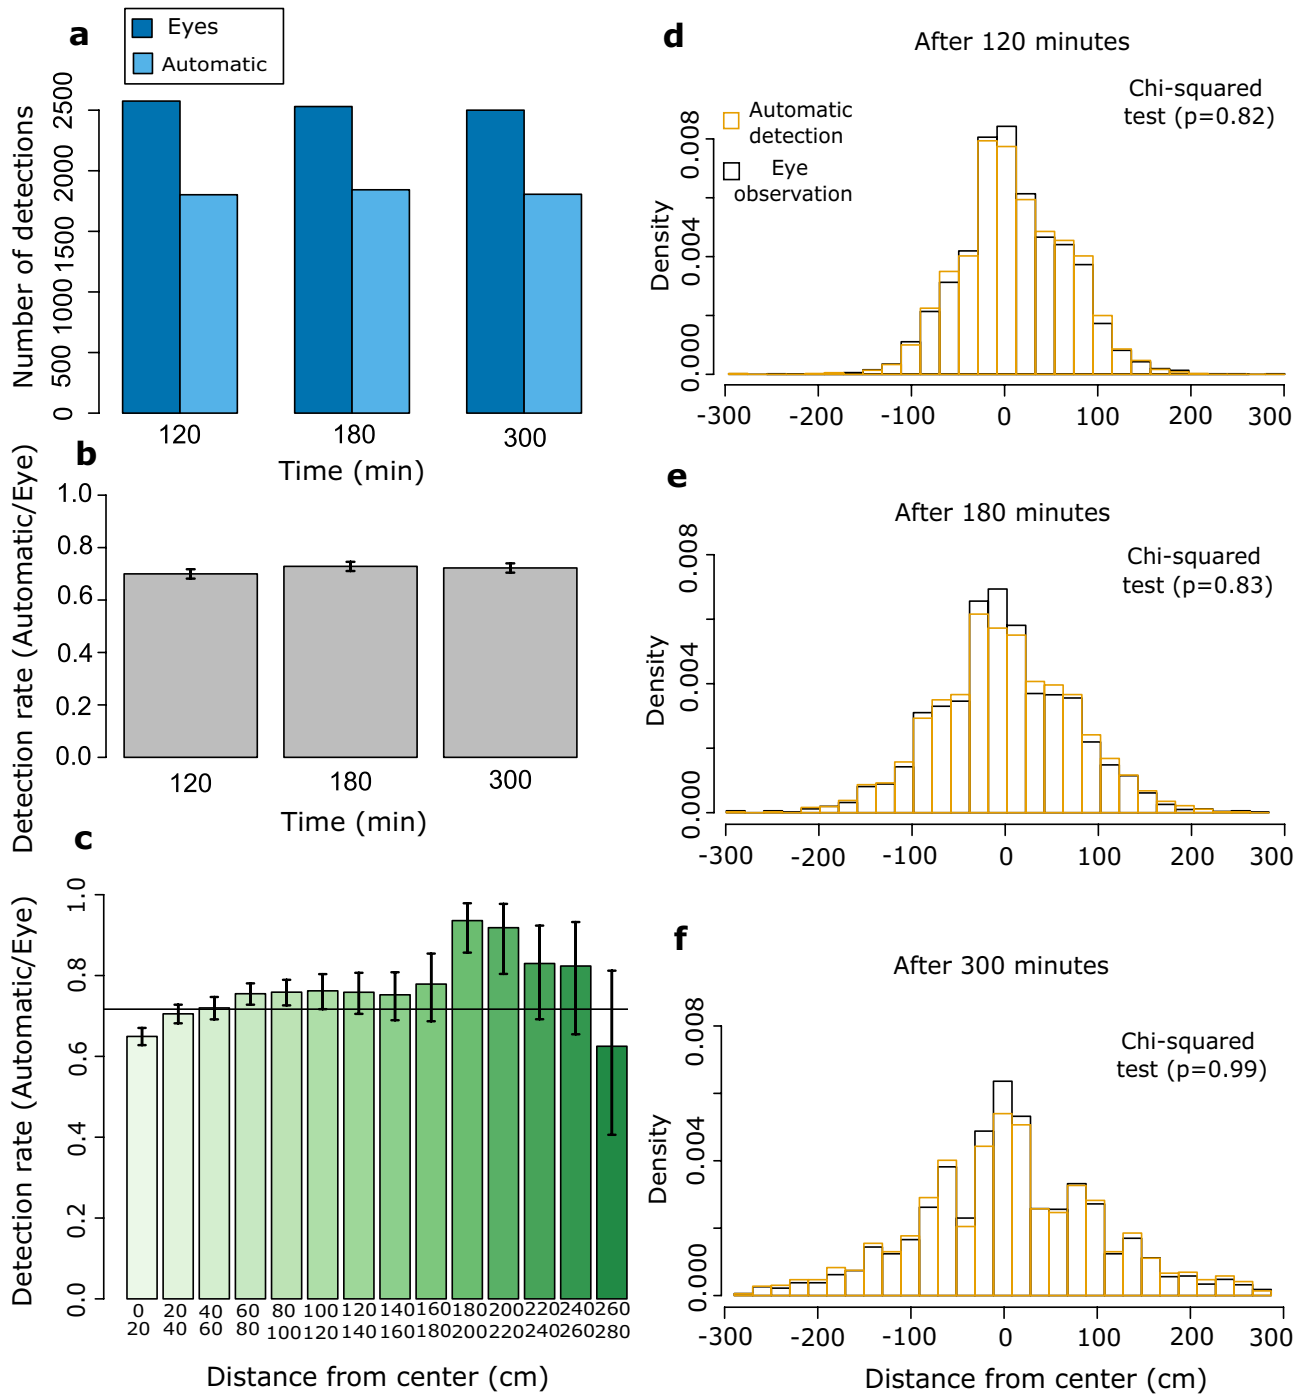 a
Eyes
Automatic
Number of detections
0
500
1000
1500
2000
2500
120
180
300
Time (min)
b
Detection rate (Automatic/Eye)
1.0
0.8
0.6
0.4
0.2
0.0
120
180
300
Time (min)
c
Detection rate (Automatic/Eye)
1.0
0.8
0.6
0.4
0.2
0.0
0 20 40 60 80 100 120 140 160 180 200 220 240 260
20 40 60 80 100 120 140 160 180 200 220 240 260 280
Distance from center (cm)
d
After 120 minutes
Chi-squared
test (p=0.82)
Automatic
detection
Eye
observation
Density
0.008
0.004
0.000
-300 -200 -100 0 100 200 300
e
After 180 minutes
Chi-squared
test (p=0.83)
Density
0.008
0.004
0.000
-300 -200 -100 0 100 200 300
f
After 300 minutes
Chi-squared
test (p=0.99)
Density
0.008
0.004
0.000
-300 -200 -100 0 100 200 300
Distance from center (cm)